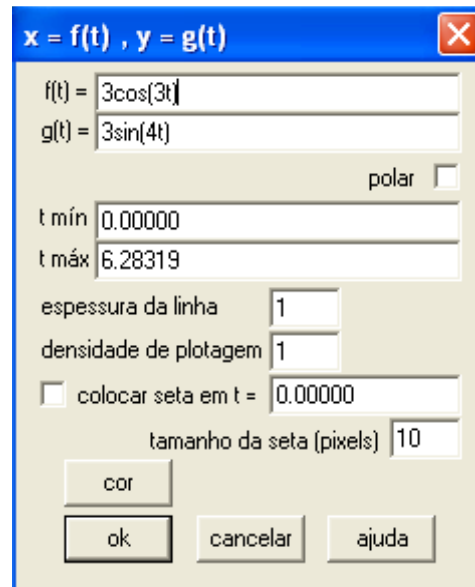 x = f(t) , y = g(t)
f(t) = 3cos(3t)
g(t) = 3sin(4t)
polar
t mín 0.00000
t máx 6.28319
espessura da linha 1
densidade de plotagem 1
colocar seta em t = 0.00000
tamanho da seta (pixels) 10
cor
ok cancelar ajuda